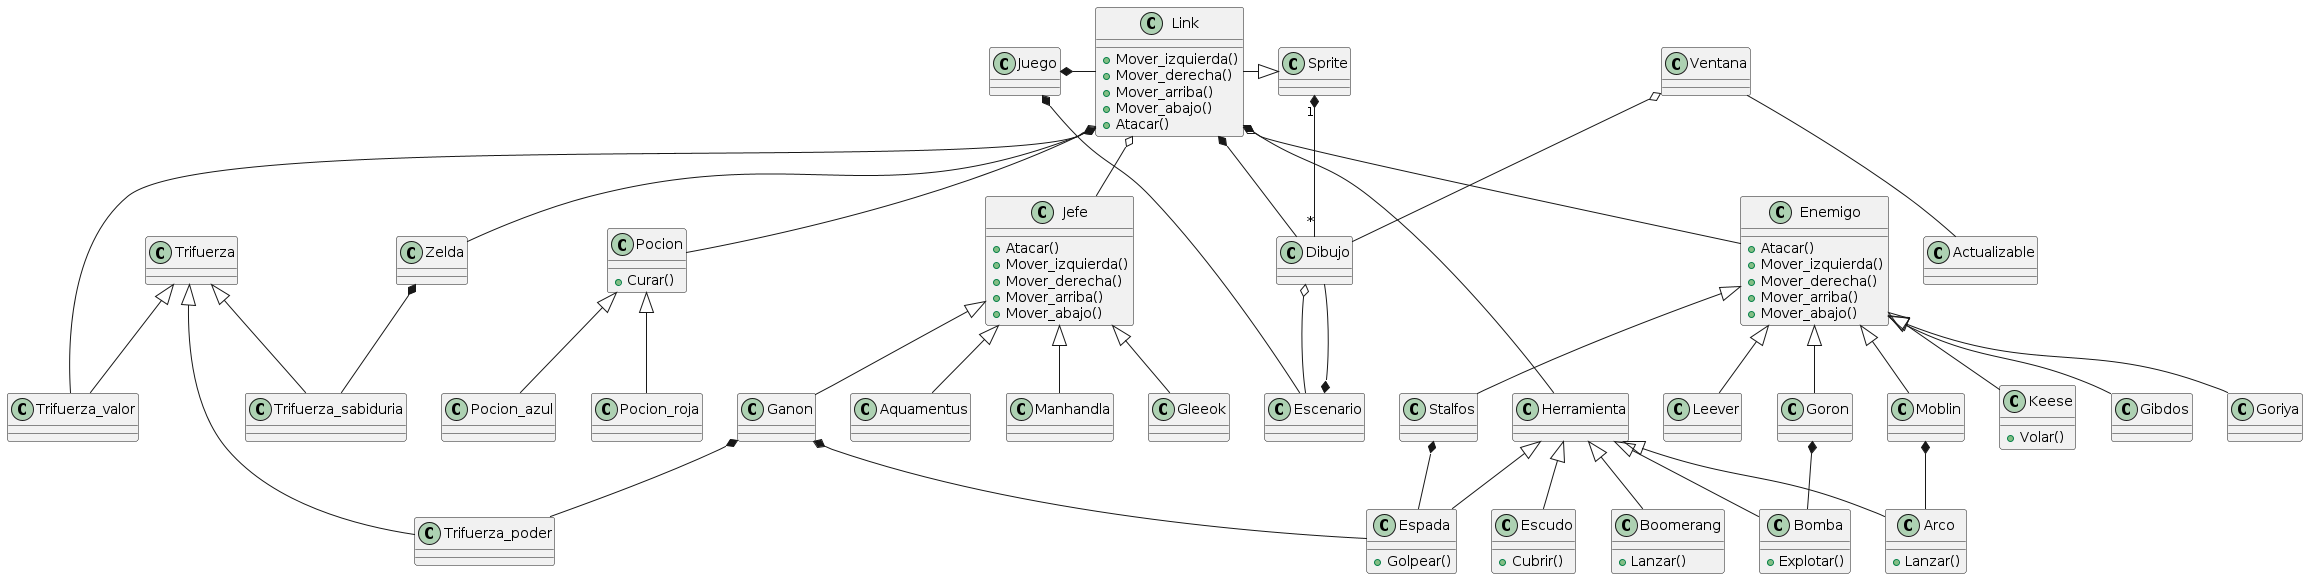 C Link
Mover_izquierda()
Mover_derecha()
Mover_arriba()
Mover_abajo()
Atacar()
C Juego
C Sprite
C Ventana
1
*
C Jefe
Atacar()
Mover_izquierda()
Mover_derecha()
Mover_arriba()
Mover_abajo()
C Enemigo
Atacar()
Mover_izquierda()
Mover_derecha()
Mover_arriba()
Mover_abajo()
C Trifuerza
C Zelda
C Pocion
Curar()
C Dibujo
C Actualizable
C Trifuerza_valor
C Trifuerza_sabiduria
C Pocion_azul
C Pocion_roja
C Ganon
C Aquamentus
C Manhandla
C Gleeok
C Escenario
C Stalfos
C Herramienta
C Leever
C Goron
C Moblin
C Keese
Volar()
C Gibdos
C Goriya
C Trifuerza_poder
C Espada
Golpear()
C Escudo
Cubrir()
C Boomerang
Lanzar()
C Bomba
Explotar()
C Arco
Lanzar()